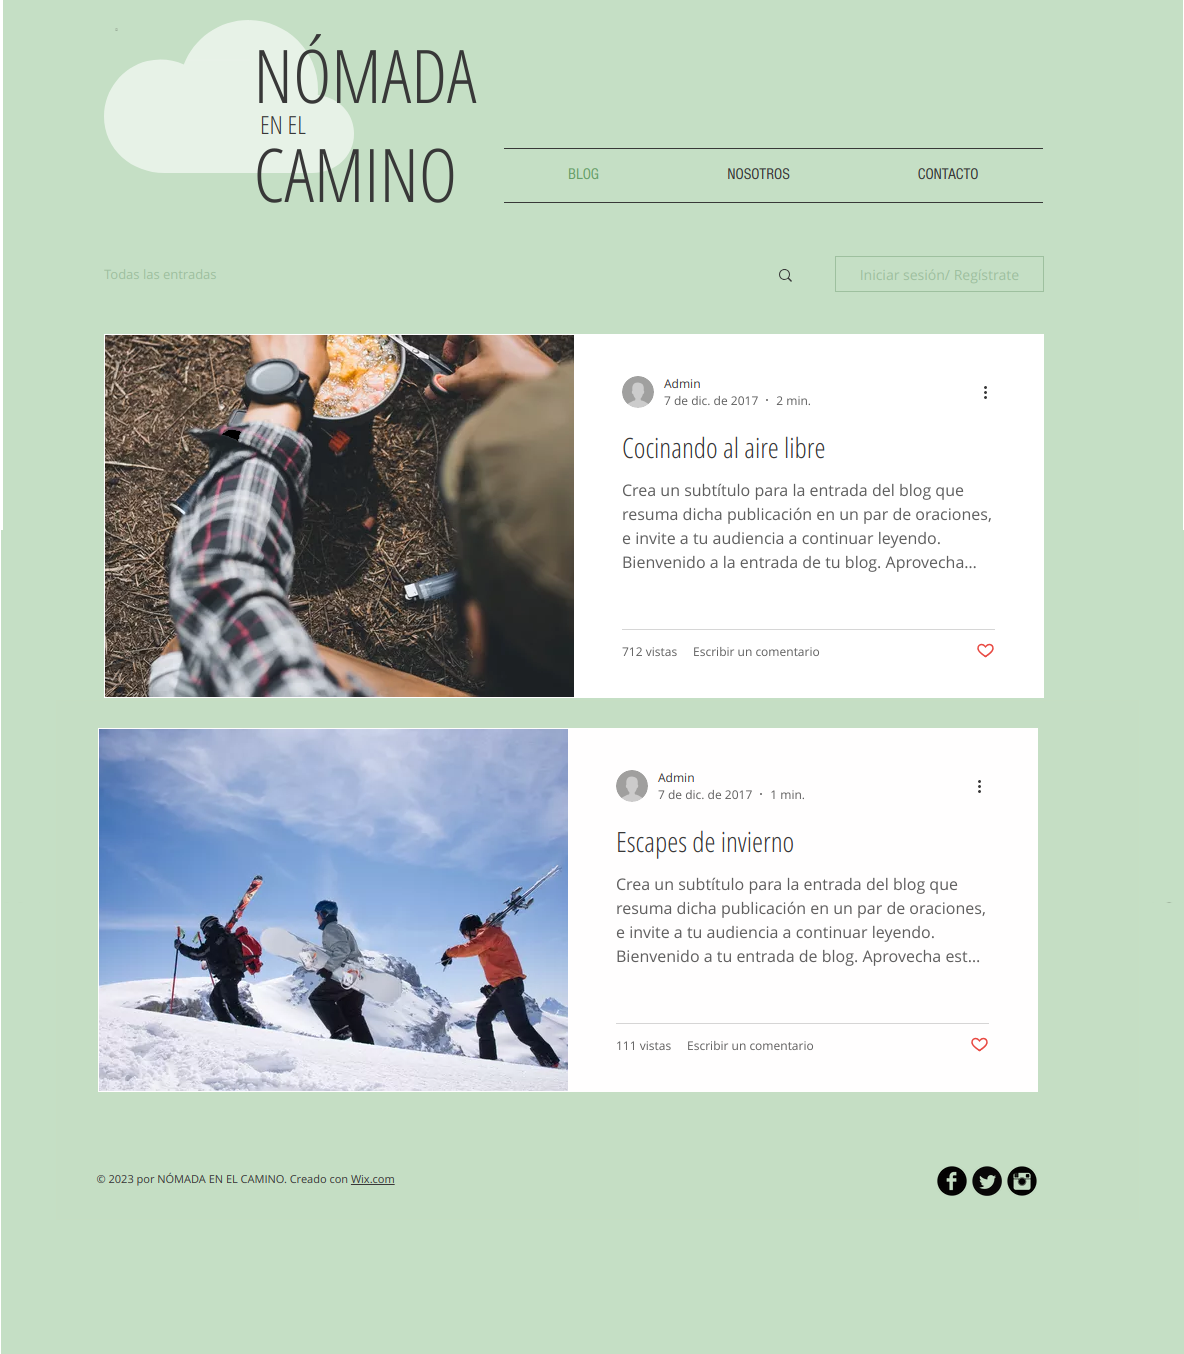 NÓMADA
EN EL
CAMINO
BLOG NOSOTROS CONTACTO
Todas las entradas
Iniciar sesión/ Regístrate
Admin
7 de dic. de 2017 · 2 min.
Cocinando al aire libre
Crea un subtítulo para la entrada del blog que
resuma dicha publicación en un par de oraciones,
e invite a tu audiencia a continuar leyendo.
Bienvenido a la entrada de tu blog. Aprovecha...
712 vistas Escribir un comentario
Admin
7 de dic. de 2017 · 1 min.
Escapes de invierno
Crea un subtítulo para la entrada del blog que
resuma dicha publicación en un par de oraciones,
e invite a tu audiencia a continuar leyendo.
Bienvenido a tu entrada de blog. Aprovecha est...
111 vistas Escribir un comentario
© 2023 por NÓMADA EN EL CAMINO. Creado con Wix.com